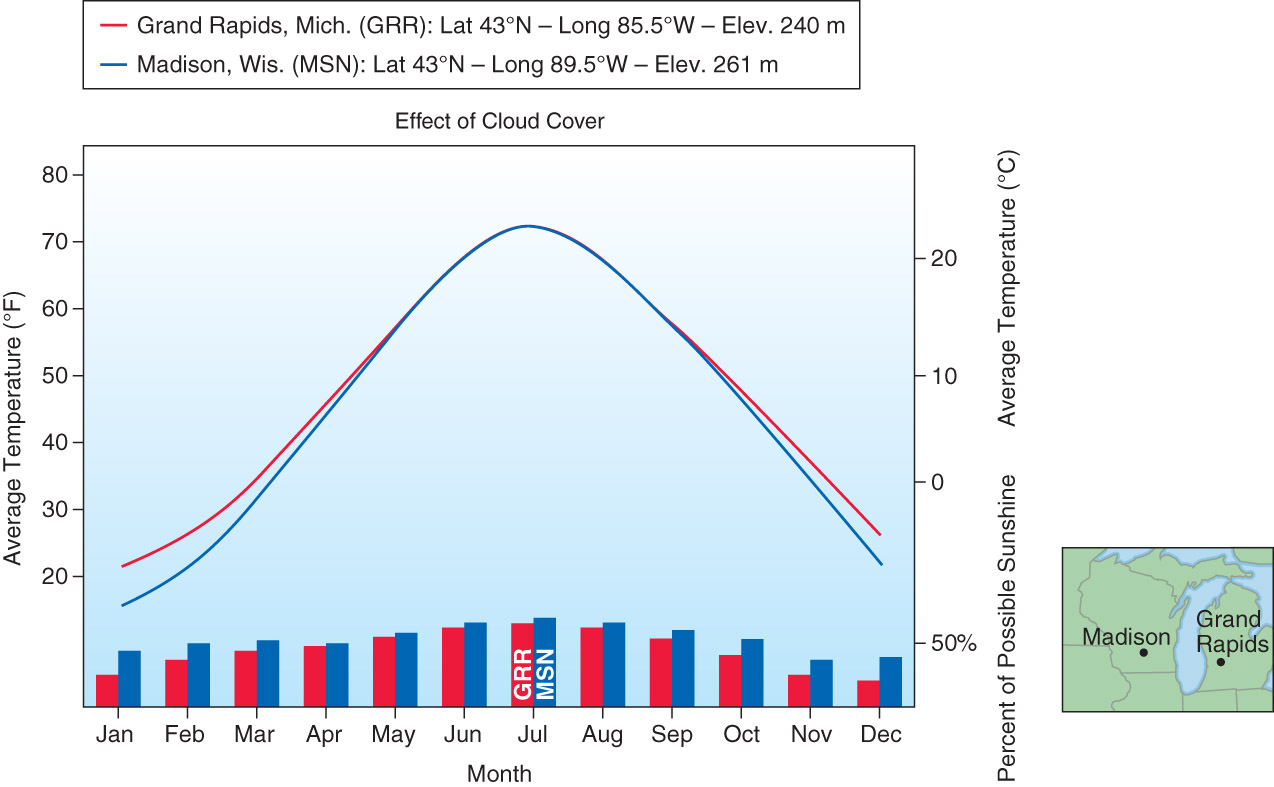 Grand Rapids, Mich. (GRR): Lat 43°N – Long 85.5°W – Elev. 240 m
Madison, Wis. (MSN): Lat 43°N – Long 89.5°W – Elev. 261 m
Effect of Cloud Cover
Average Temperature (°F)
80
70
60
50
40
30
20
20
10
0
50%
Average Temperature (°C)
Percent of Possible Sunshine
GRR
MSN
Jan Feb Mar Apr May Jun Jul Aug Sep Oct Nov Dec
Month
Madison
Grand
Rapids